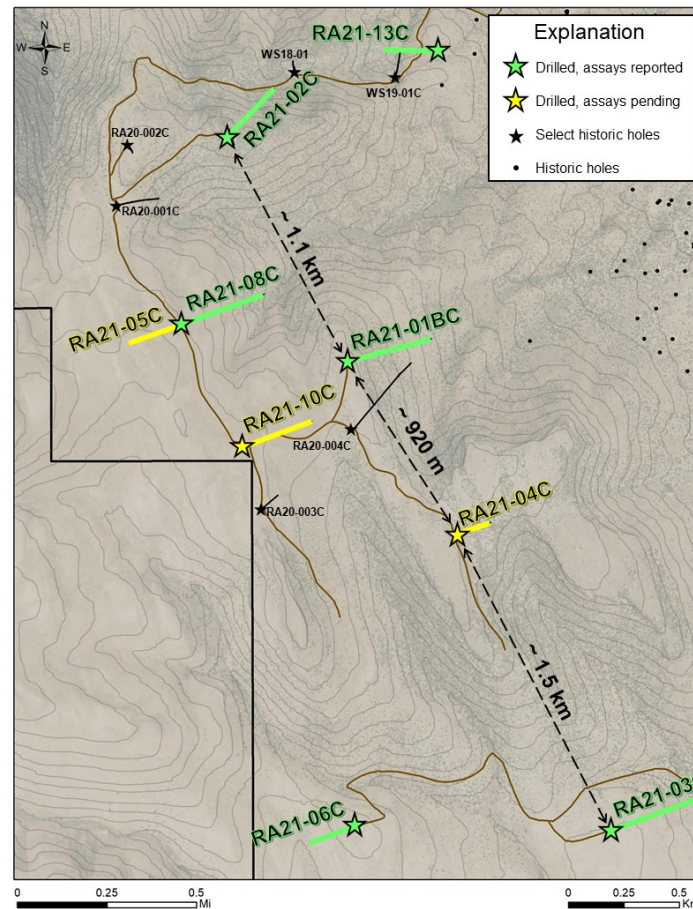 N
W E
S
RA21-13C
WS18-01
WS19-01C
RA21-02C
RA20-002C
RA20-001C
~ 1.1 km
RA21-08C
RA21-05C
RA21-01BC
RA21-10C
RA20-004C
~ 920 m
RA21-04C
RA20-003C
~ 1.5 km
RA21-03
RA21-06C
Explanation
Drilled, assays reported
Drilled, assays pending
Select historic holes
Historic holes
0 0.25 0.5
Mi
0 0.25 0.5